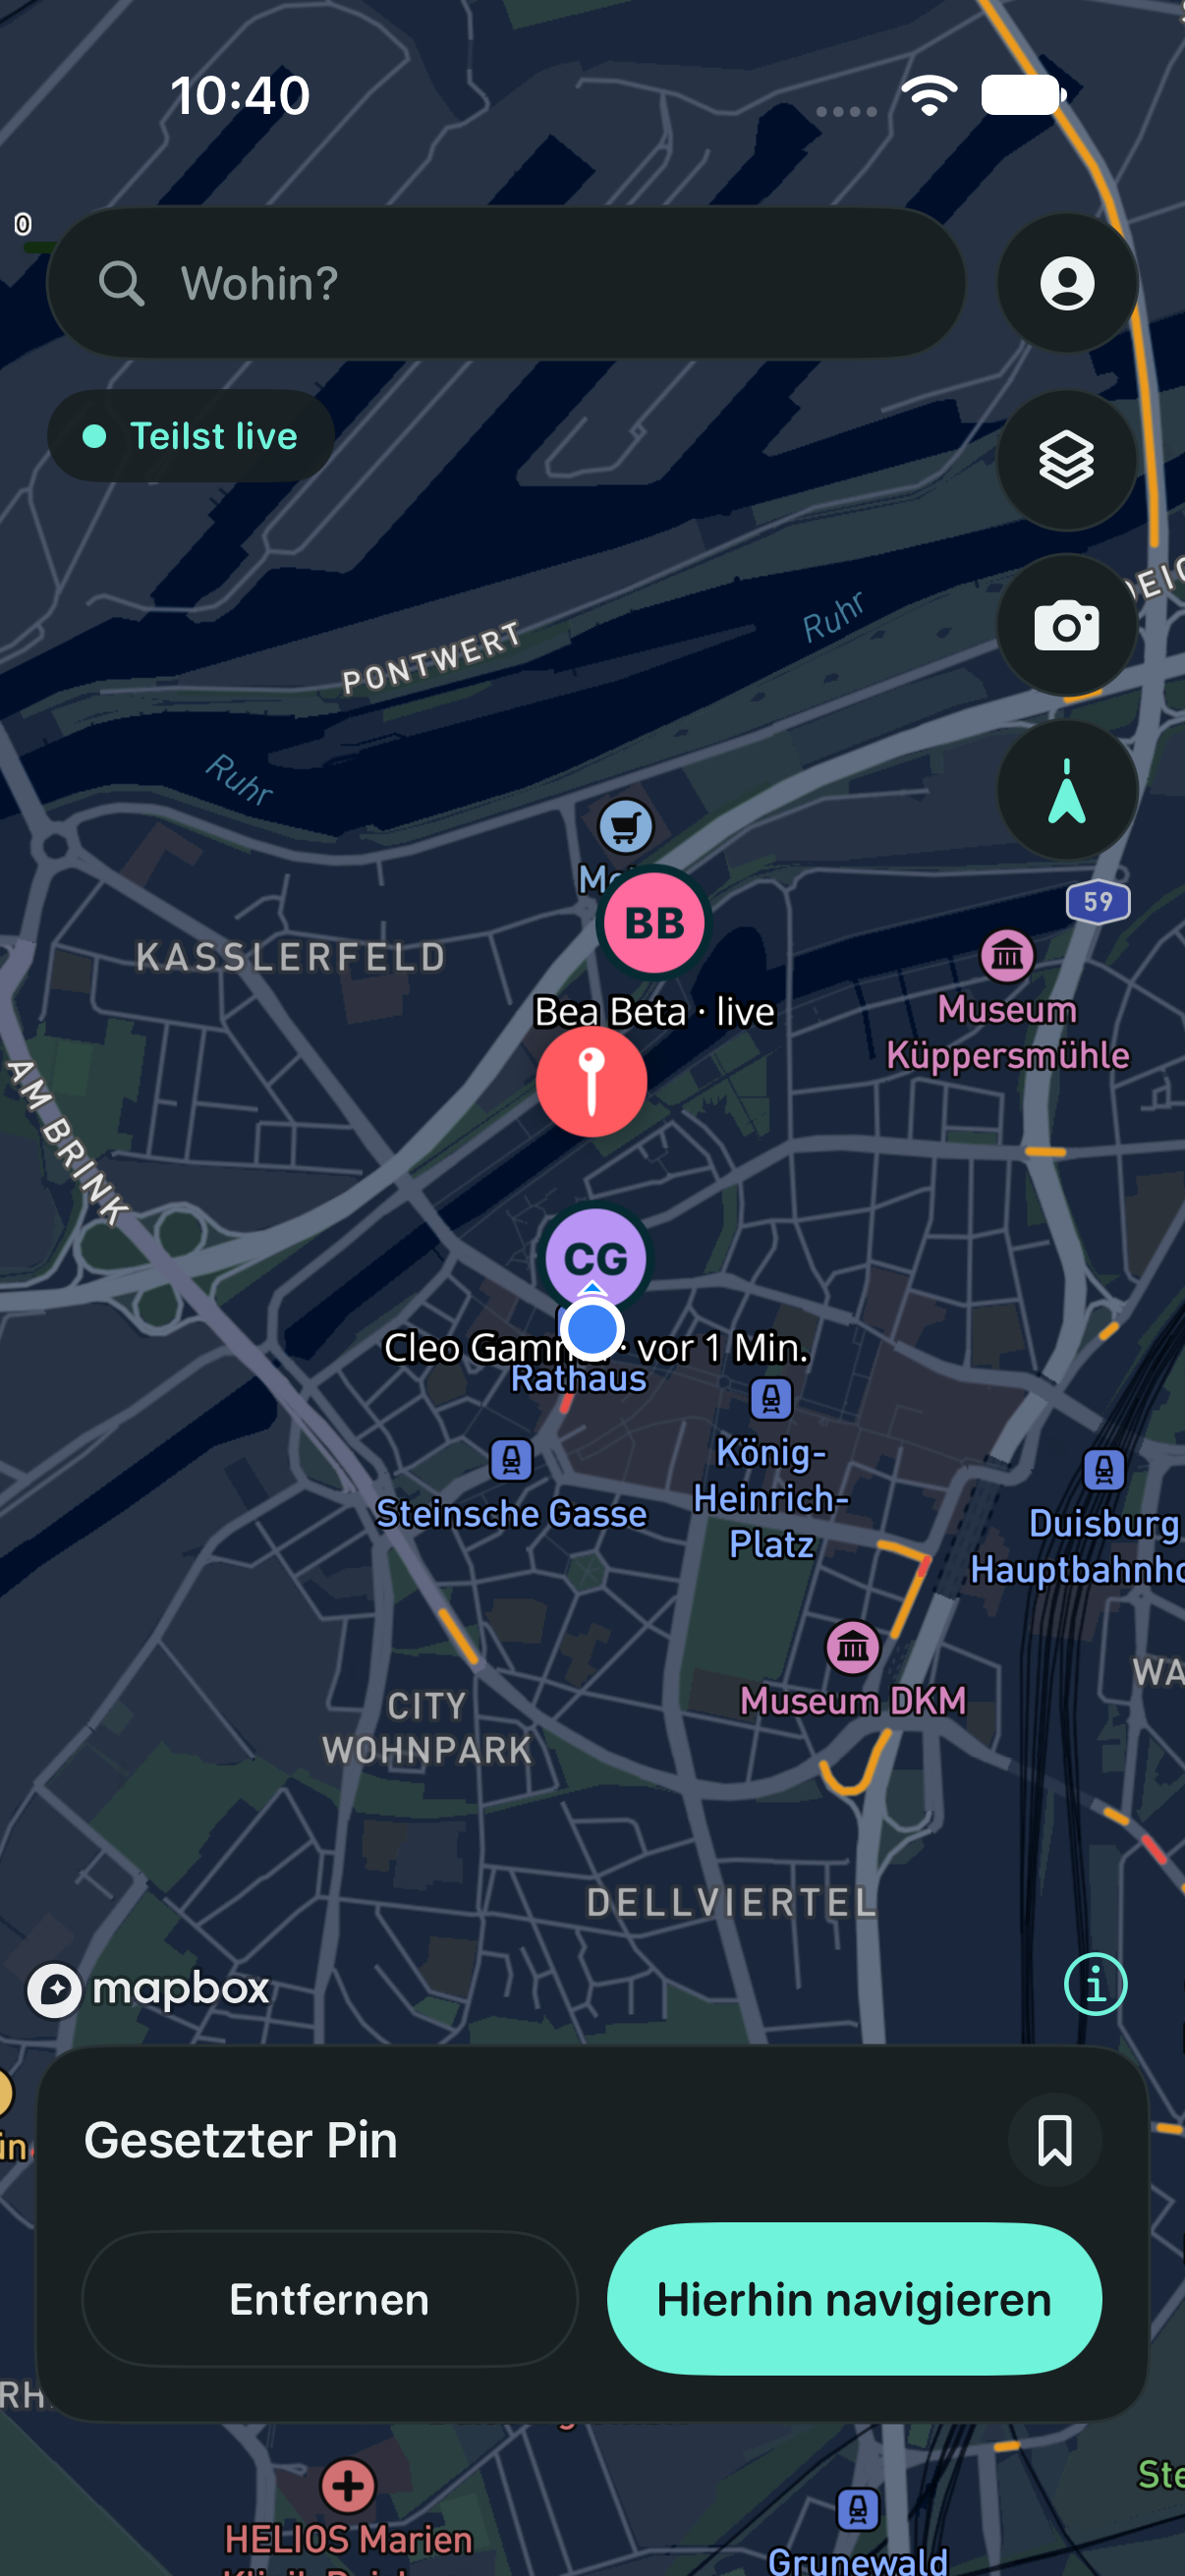 10:40
0
Wohin?
Teilst live
Ruhr
PONTWERT
Ruhr
BB
59
KASSLERFELD
Bea Beta · live
Museum
Küppersmühle
AM BRINK
CG
Cleo · vor 1 Min.
Rathaus
König-
Heinrich-
Platz
Steinsche Gasse
Duisburg
CITY
WOHNPARK
Museum DKM
DELLVIERTEL
mapbox
Gesetzter Pin
Entfernen
Hierhin navigieren
HELIOS Marien
Grunewald